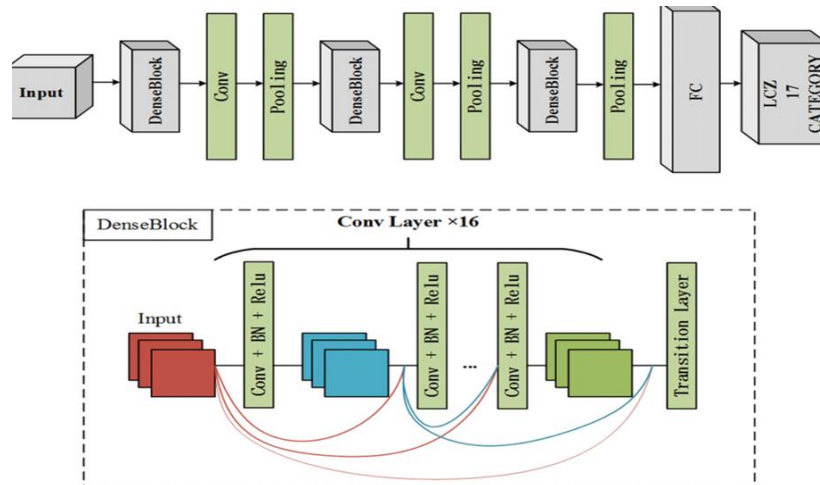 Input
DenseBlock
Conv
Pooling
DenseBlock
Conv
Pooling
DenseBlock
Pooling
FC
LCZ
17
CATEGORY
DenseBlock
Conv Layer ×16
Input
Conv + BN + Relu
Conv + BN + Relu
...
Conv + BN + Relu
Transition Layer